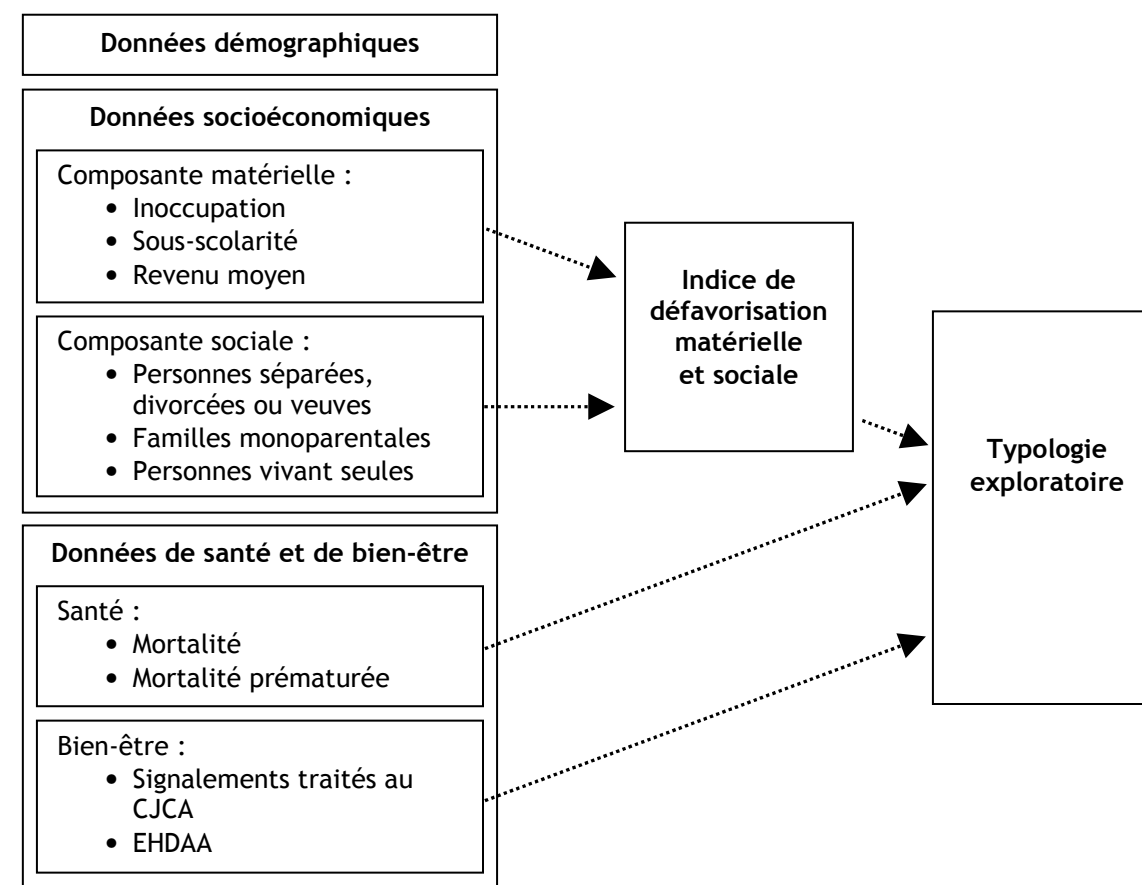 Données démographiques
Données socioéconomiques
Composante matérielle :
• Inoccupation
• Sous-scolarité
• Revenu moyen
Composante sociale :
• Personnes séparées,
divorcées ou veuves
• Familles monoparentales
• Personnes vivant seules
Données de santé et de bien-être
Santé :
• Mortalité
• Mortalité prématurée
Bien-être :
• Signalements traités au
CJCA
• EHDAA
Indice de
défavorisation
matérielle
et sociale
Typologie
exploratoire